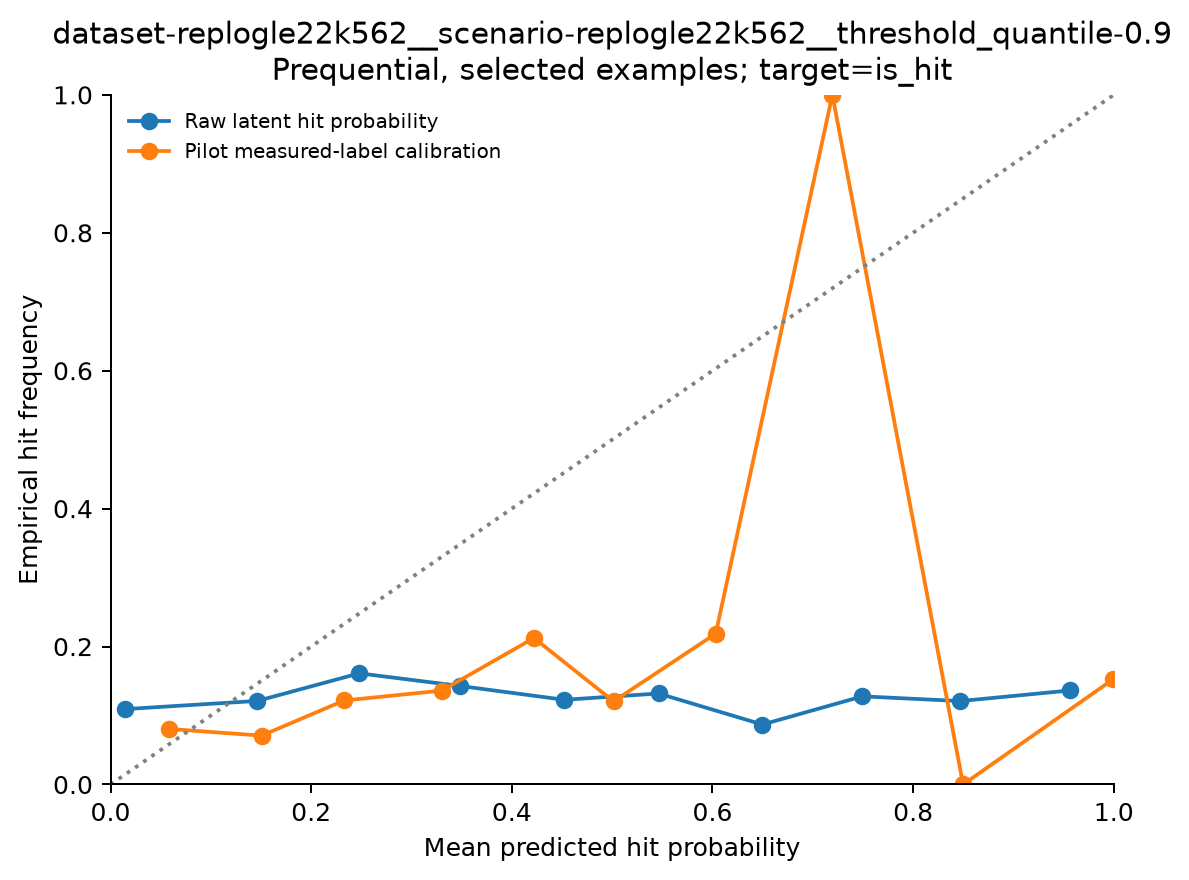 dataset-replogle22k562__scenario-replogle22k562__threshold_quantile-0.9
Prequential, selected examples; target=is_hit
Raw latent hit probability
Pilot measured-label calibration
1.0
0.8
0.6
0.4
0.2
0.0
Empirical hit frequency
0.0 0.2 0.4 0.6 0.8 1.0
Mean predicted hit probability